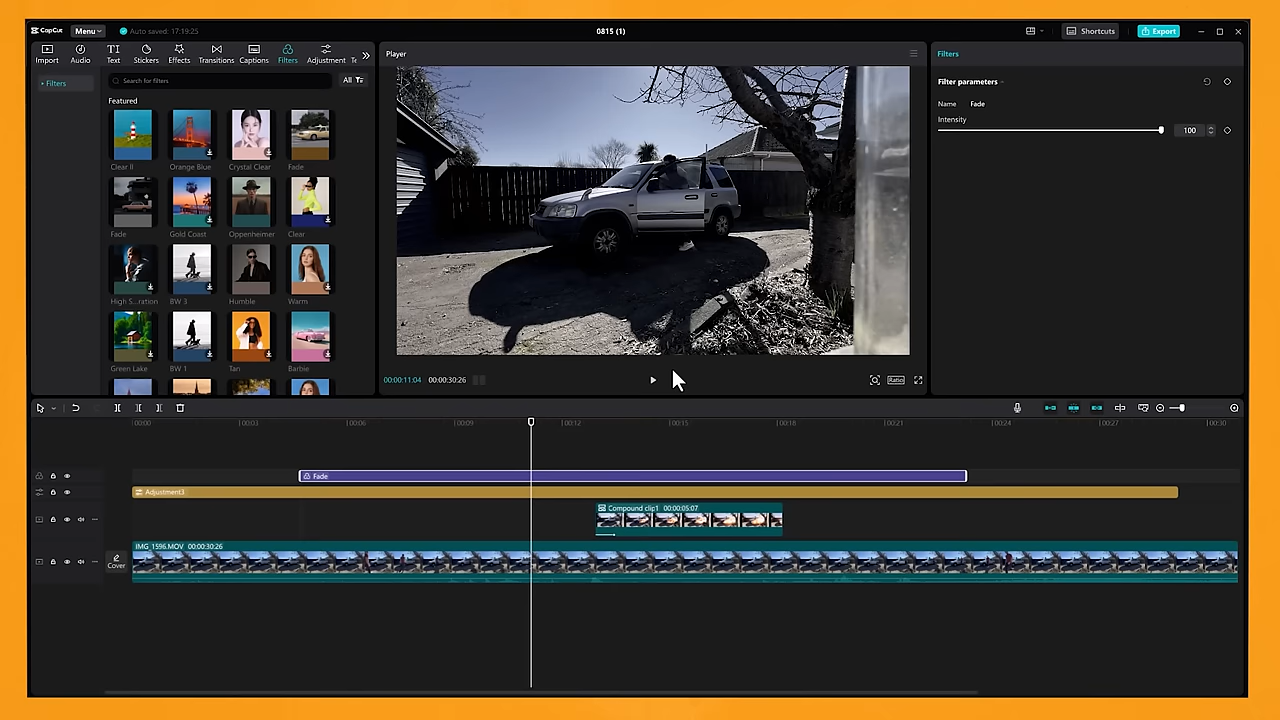 CapCut Menu Auto saved: 17:19:25 0815 (1) Shortcuts Export
Import Audio Text Stickers Effects Transitions Captions Filters Adjustment Te
Filters
Search for filters All
Featured
Clear II Orange Blue Crystal Clear Fade
Fade Gold Coast Oppenheimer Clear
High S...ration BW 3 Humble Warm
Green Lake BW 1 Tan Barbie
Player
00:00:11:04 00:00:30:26
Ratio
Filters
Filter parameters
Name Fade
Intensity
100
00:00 00:03 00:06 00:09 00:12 00:15 00:18 00:21 00:24 00:27 00:30
Fade
Adjustment3
Compound clip1 00:00:05:07
IMG_1596.MOV 00:00:30:26
Cover